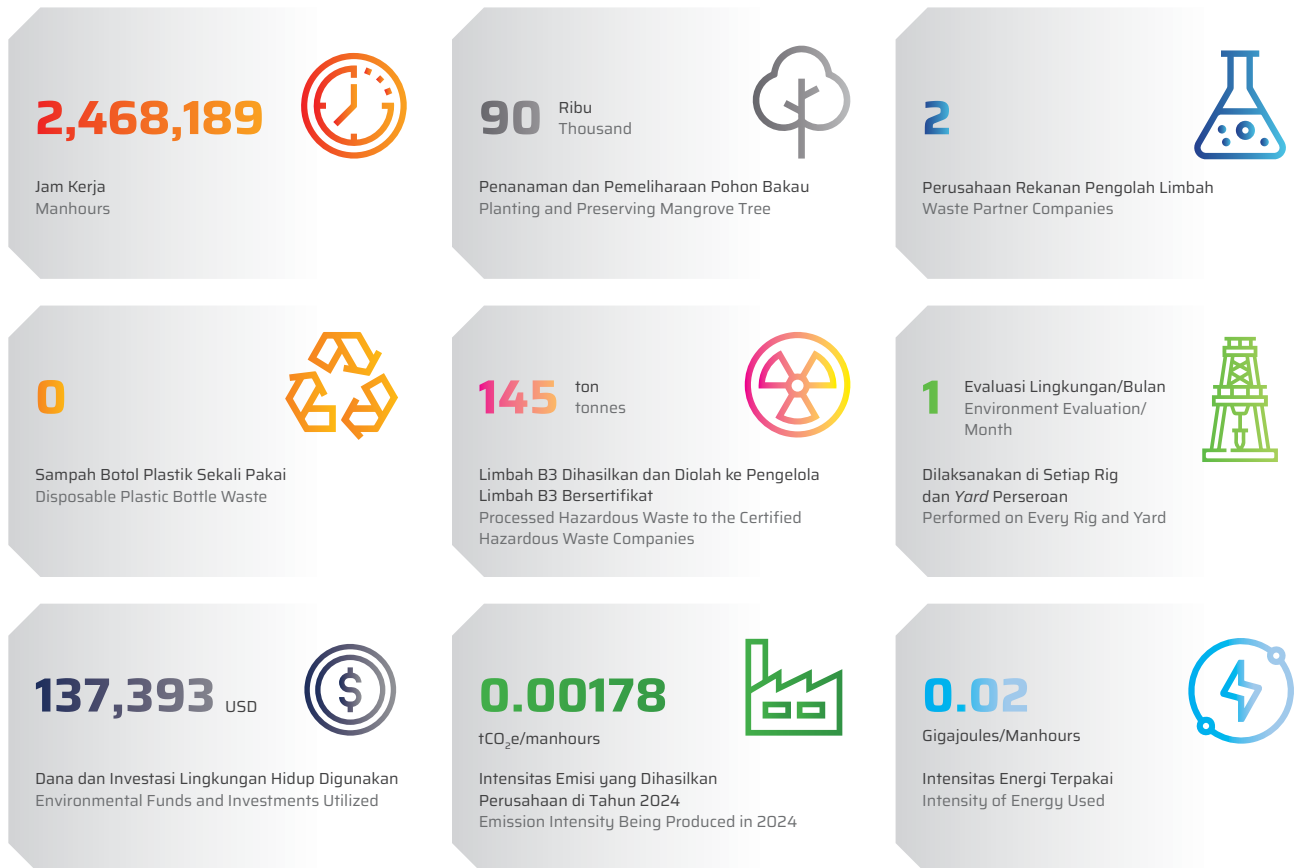 2,468,189
Jam Kerja
Manhours
90 Ribu
Thousand
Penanaman dan Pemeliharaan Pohon Bakau
Planting and Preserving Mangrove Tree
2
Perusahaan Rekanan Pengolah Limbah
Waste Partner Companies
0
Sampah Botol Plastik Sekali Pakai
Disposable Plastic Bottle Waste
145 ton
tonnes
Limbah B3 Dihasilkan dan Diolah ke Pengelola
Limbah B3 Bersertifikat
Processed Hazardous Waste to the Certified
Hazardous Waste Companies
1 Evaluasi Lingkungan/Bulan
Environment Evaluation/
Month
Dilaksanakan di Setiap Rig
dan Yard Perseroan
Performed on Every Rig and Yard
137,393 USD
Dana dan Investasi Lingkungan Hidup Digunakan
Environmental Funds and Investments Utilized
0.00178
tCO₂e/manhours
Intensitas Emisi yang Dihasilkan
Perusahaan di Tahun 2024
Emission Intensity Being Produced in 2024
0.02
Gigajoules/Manhours
Intensitas Energi Terpakai
Intensity of Energy Used